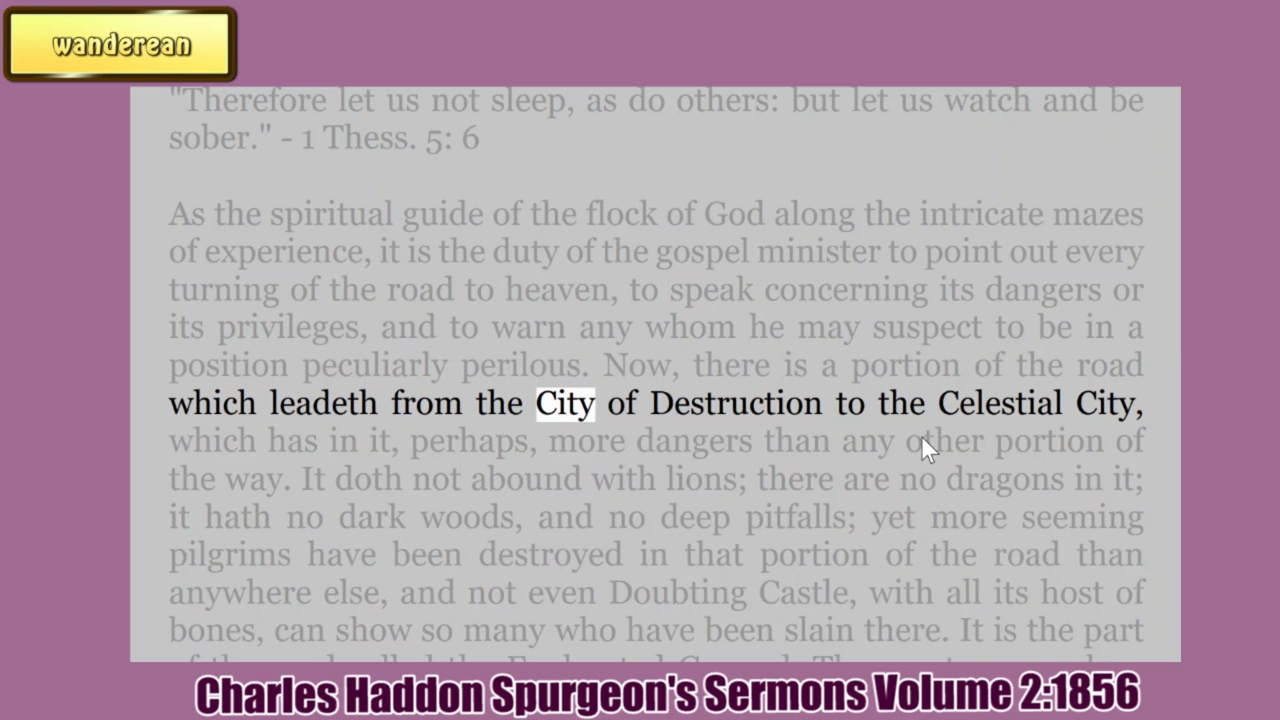 wanderean
"Therefore let us not sleep, as do others: but let us watch and be
sober." - 1 Thess. 5: 6
As the spiritual guide of the flock of God along the intricate mazes
of experience, it is the duty of the gospel minister to point out every
turning of the road to heaven, to speak concerning its dangers or
its privileges, and to warn any whom he may suspect to be in a
position peculiarly perilous. Now, there is a portion of the road
which leadeth from the City of Destruction to the Celestial City,
which has in it, perhaps, more dangers than any other portion of
the way. It doth not abound with lions; there are no dragons in it;
it hath no dark woods, and no deep pitfalls; yet more seeming
pilgrims have been destroyed in that portion of the road than
anywhere else, and not even Doubting Castle, with all its host of
bones, can show so many who have been slain there. It is the part
Charles Haddon Spurgeon's Sermons Volume 2:1856